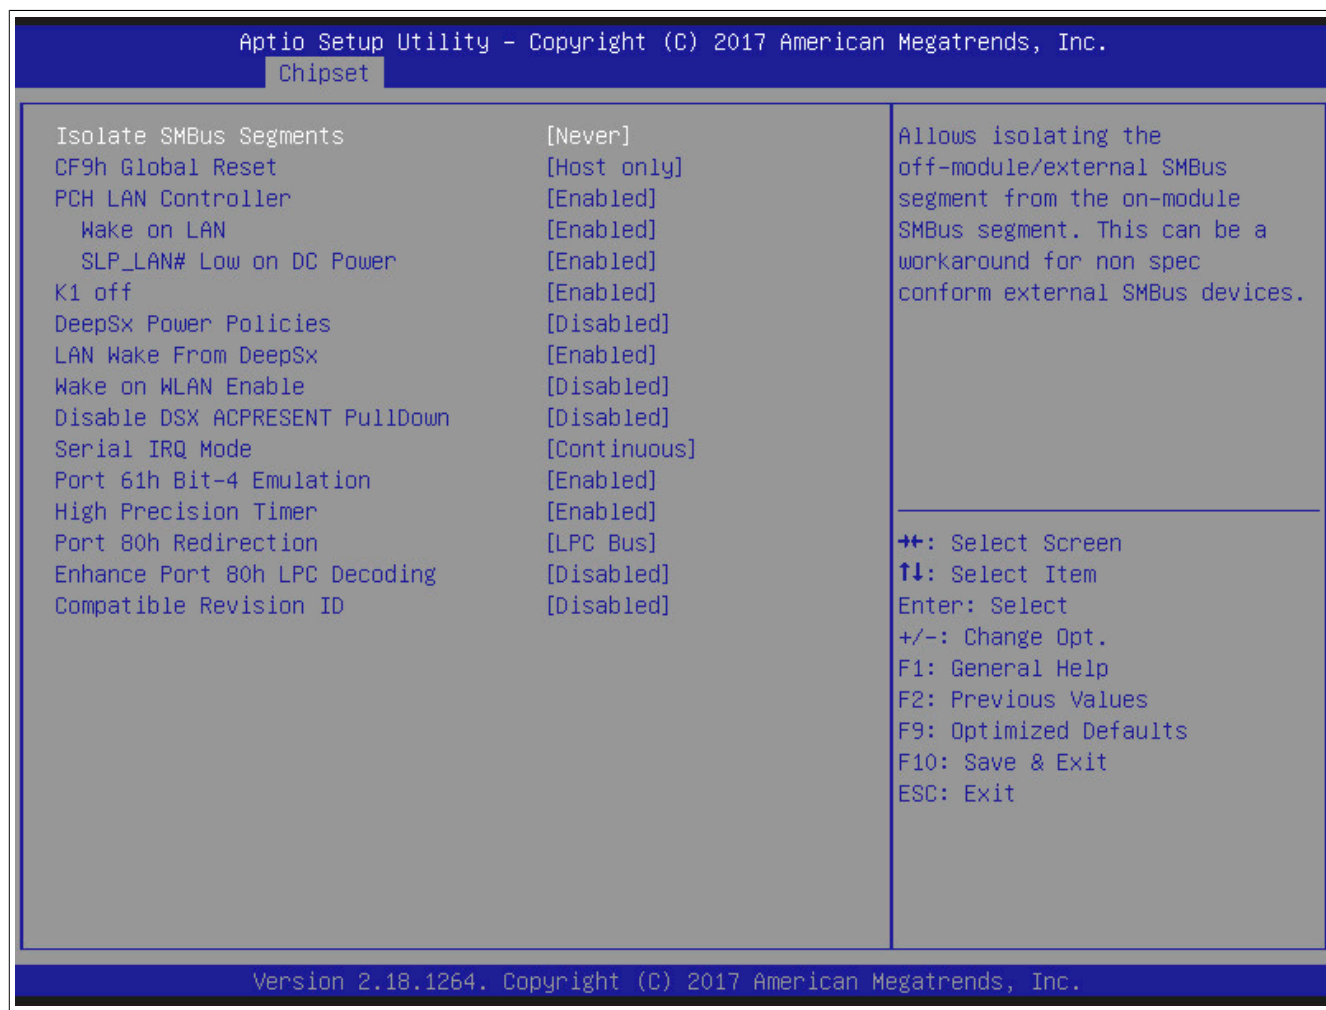 Aptio Setup Utility – Copyright (C) 2017 American Megatrends, Inc.
Chipset
Isolate SMBus Segments [Never]
CF9h Global Reset [Host only]
PCH LAN Controller [Enabled]
Wake on LAN [Enabled]
SLP_LAN# Low on DC Power [Enabled]
K1 off [Enabled]
DeepSx Power Policies [Disabled]
LAN Wake From DeepSx [Enabled]
Wake on WLAN Enable [Disabled]
Disable DSX ACPRESENT PullDown [Disabled]
Serial IRQ Mode [Continuous]
Port 61h Bit-4 Emulation [Enabled]
High Precision Timer [Enabled]
Port 80h Redirection [LPC Bus]
Enhance Port 80h LPC Decoding [Disabled]
Compatible Revision ID [Disabled]
Allows isolating the
off-module/external SMBus
segment from the on-module
SMBus segment. This can be a
workaround for non spec
conform external SMBus devices.
→←: Select Screen
↑↓: Select Item
Enter: Select
+/-: Change Opt.
F1: General Help
F2: Previous Values
F9: Optimized Defaults
F10: Save & Exit
ESC: Exit
Version 2.18.1264. Copyright (C) 2017 American Megatrends, Inc.